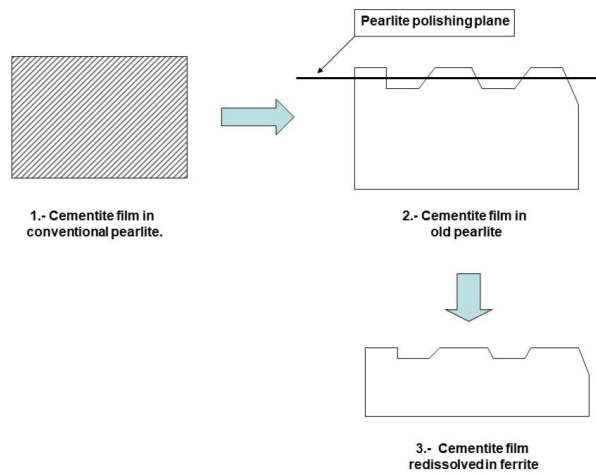 Pearlite polishing plane
1.- Cementite film in
conventional pearlite.
2.- Cementite film in
old pearlite
3.- Cementite film
redissolved in ferrite